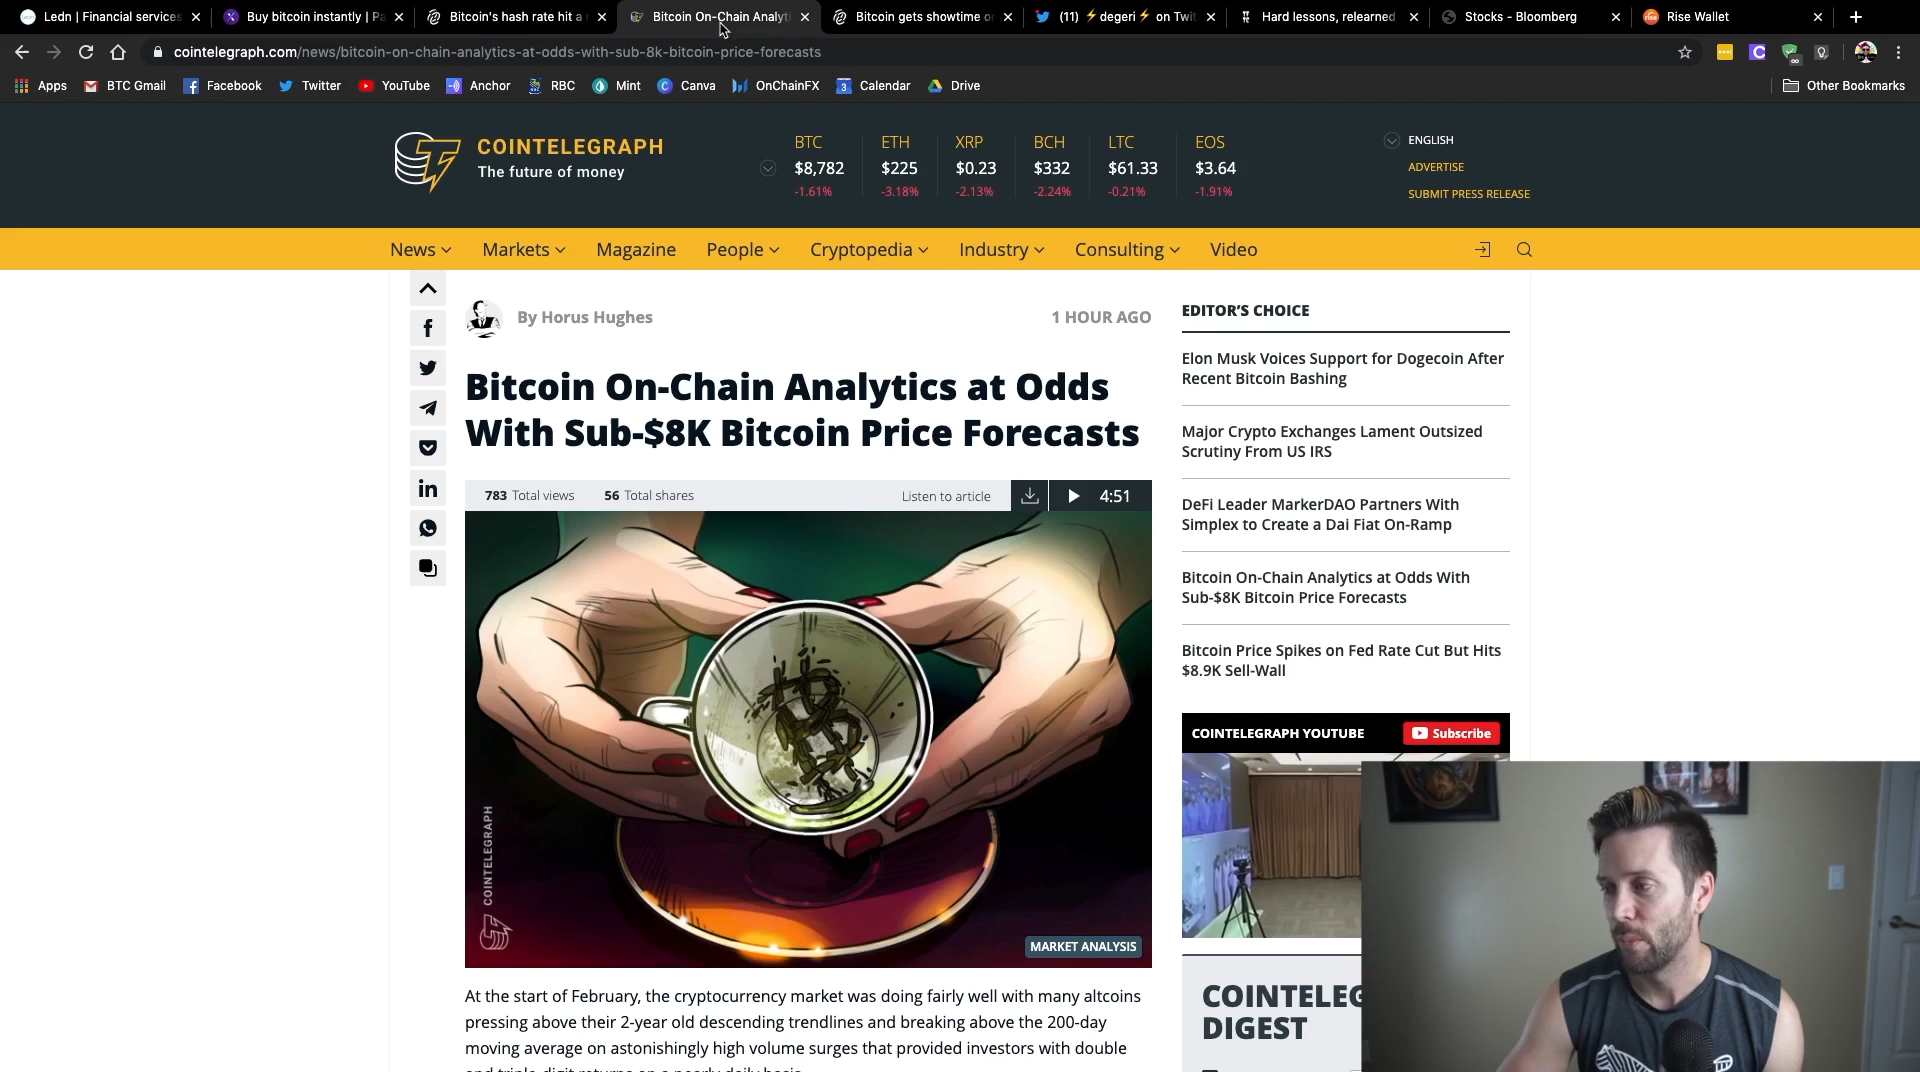 Ledn | Financial services
Buy bitcoin instantly | Pa
Bitcoin's hash rate hit a
Bitcoin On-Chain Analyti
Bitcoin gets showtime o
(11) ⚡degeri⚡ on Twit
Hard lessons, relearned
Stocks - Bloomberg
Rise Wallet
cointelegraph.com/news/bitcoin-on-chain-analytics-at-odds-with-sub-8k-bitcoin-price-forecasts
Apps
BTC Gmail
Facebook
Twitter
YouTube
Anchor
RBC
Mint
Canva
OnChainFX
Calendar
Drive
Other Bookmarks
COINTELEGRAPH
The future of money
BTC ETH XRP BCH LTC EOS
$8,782 $225 $0.23 $332 $61.33 $3.64
-1.61% -3.18% -2.13% -2.24% -0.21% -1.91%
ENGLISH
ADVERTISE
SUBMIT PRESS RELEASE
News Markets Magazine People Cryptopedia Industry Consulting Video
By Horus Hughes
1 HOUR AGO
Bitcoin On-Chain Analytics at Odds
With Sub-$8K Bitcoin Price Forecasts
783 Total views 56 Total shares
Listen to article
4:51
COINTELEGRAPH
MARKET ANALYSIS
At the start of February, the cryptocurrency market was doing fairly well with many altcoins
pressing above their 2-year old descending trendlines and breaking above the 200-day
moving average on astonishingly high volume surges that provided investors with double
and triple-digit returns on a nearly daily basis.
EDITOR'S CHOICE
Elon Musk Voices Support for Dogecoin After
Recent Bitcoin Bashing
Major Crypto Exchanges Lament Outsized
Scrutiny From US IRS
DeFi Leader MarkerDAO Partners With
Simplex to Create a Dai Fiat On-Ramp
Bitcoin On-Chain Analytics at Odds With
Sub-$8K Bitcoin Price Forecasts
Bitcoin Price Spikes on Fed Rate Cut But Hits
$8.9K Sell-Wall
COINTELEGRAPH YOUTUBE
Subscribe
COINTELEG
DIGEST